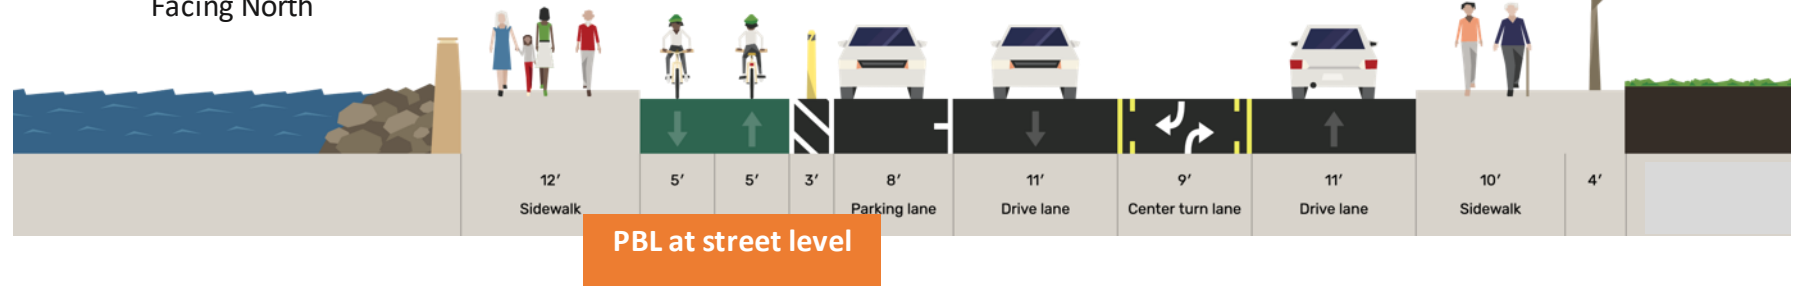 Facing North
12′ 5′ 5′ 3′ 8′ 11′ 9′ 11′ 10′ 4′
Sidewalk Parking lane Drive lane Center turn lane Drive lane Sidewalk
PBL at street level